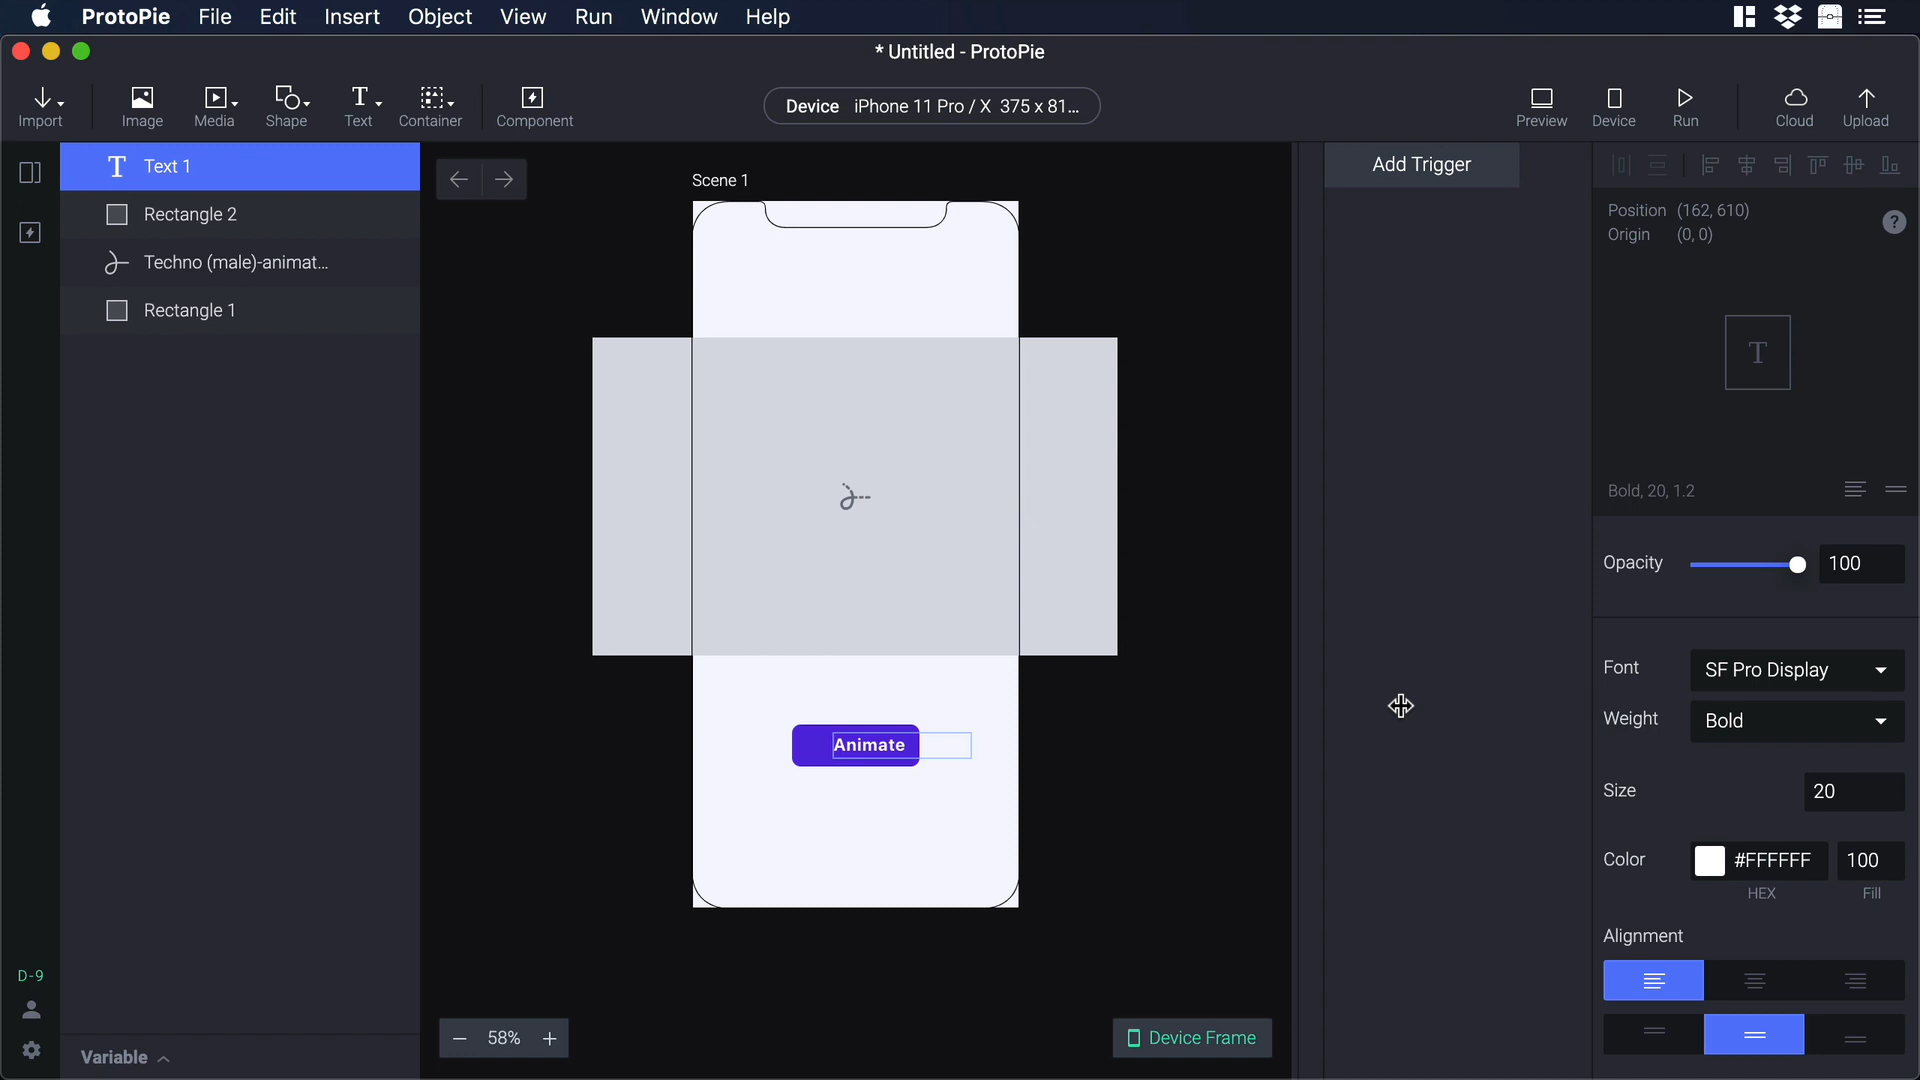 ProtoPie File Edit Insert Object View Run Window Help
* Untitled - ProtoPie
Import Image Media Shape Text Container Component
Device iPhone 11 Pro / X 375 x 81...
Preview Device Run Cloud Upload
Text 1
Rectangle 2
Techno (male)-animat...
Rectangle 1
Scene 1
Animate
Add Trigger
Position (162, 610)
Origin (0, 0)
?
Bold, 20, 1.2
Opacity 100
Font SF Pro Display
Weight Bold
Size 20
Color #FFFFFF 100
HEX Fill
Alignment
D-9
Variable
58%
Device Frame